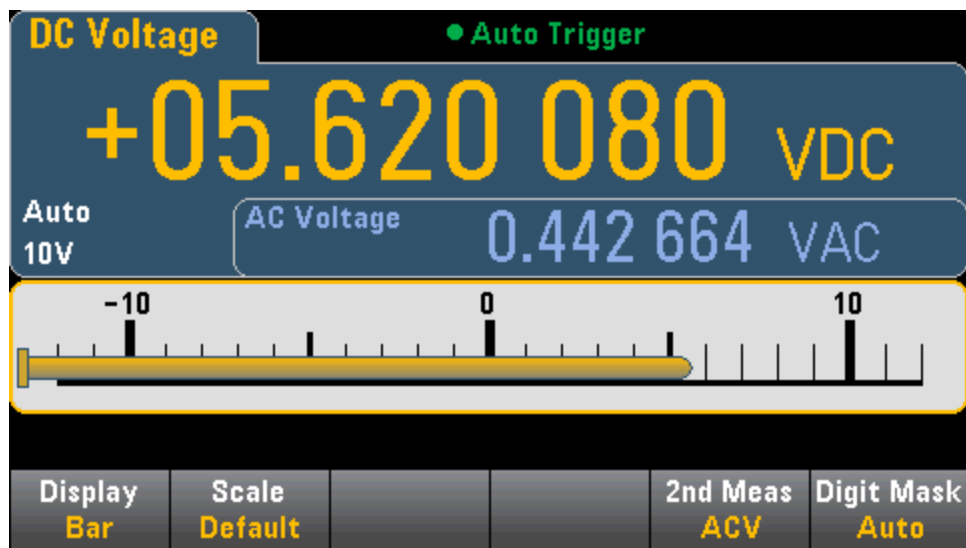 DC Voltage
● Auto Trigger
+05.620 080 VDC
Auto
10V
AC Voltage 0.442 664 VAC
-10 0 10
Display Scale 2nd Meas Digit Mask
Bar Default ACV Auto